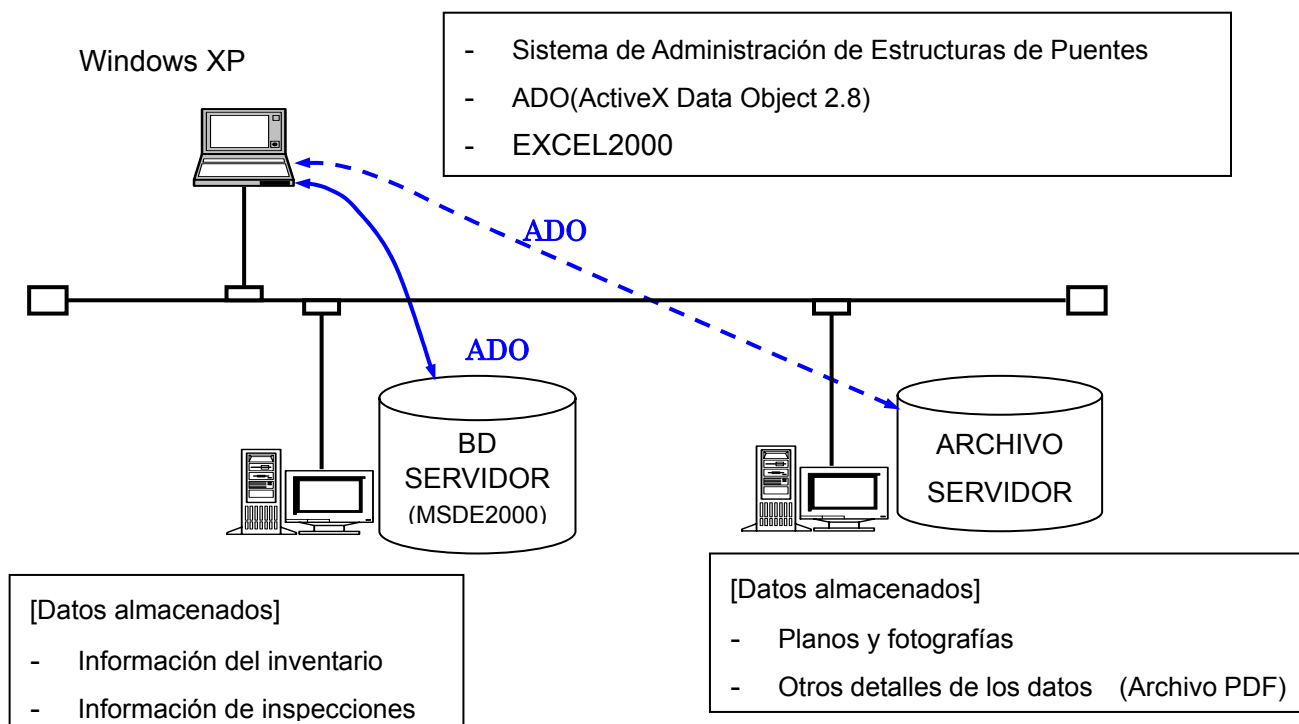 Windows XP
- Sistema de Administración de Estructuras de Puentes
- ADO(ActiveX Data Object 2.8)
- EXCEL2000
ADO
ADO
BD
SERVIDOR
(MSDE2000)
ARCHIVO
SERVIDOR
[Datos almacenados]
- Información del inventario
- Información de inspecciones
[Datos almacenados]
- Planos y fotografías
- Otros detalles de los datos (Archivo PDF)